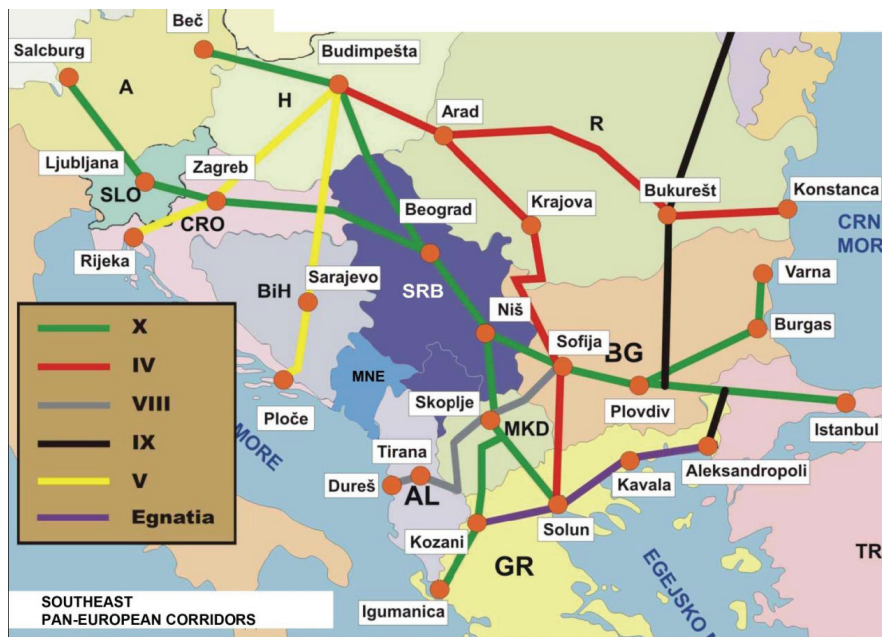 Beč
Salcburg
Budimpešta
A
H
Arad
R
Ljubljana
Zagreb
SLO
CRO
Beograd
Krajova
Bukurešt
Konstanca
CRN
MOR
Rijeka
BiH
Sarajevo
SRB
Varna
Niš
Sofija
BG
Burgas
X
IV
VIII
IX
V
Egnatia
MNE
Ploče
Skoplje
MKD
Plovdiv
Istanbul
MORE
Tirana
Dureš
AL
Aleksandropoli
Kavala
Kozani
Solun
GR
TR
EGEJSKO
Igumanica
SOUTHEAST
PAN-EUROPEAN CORRIDORS